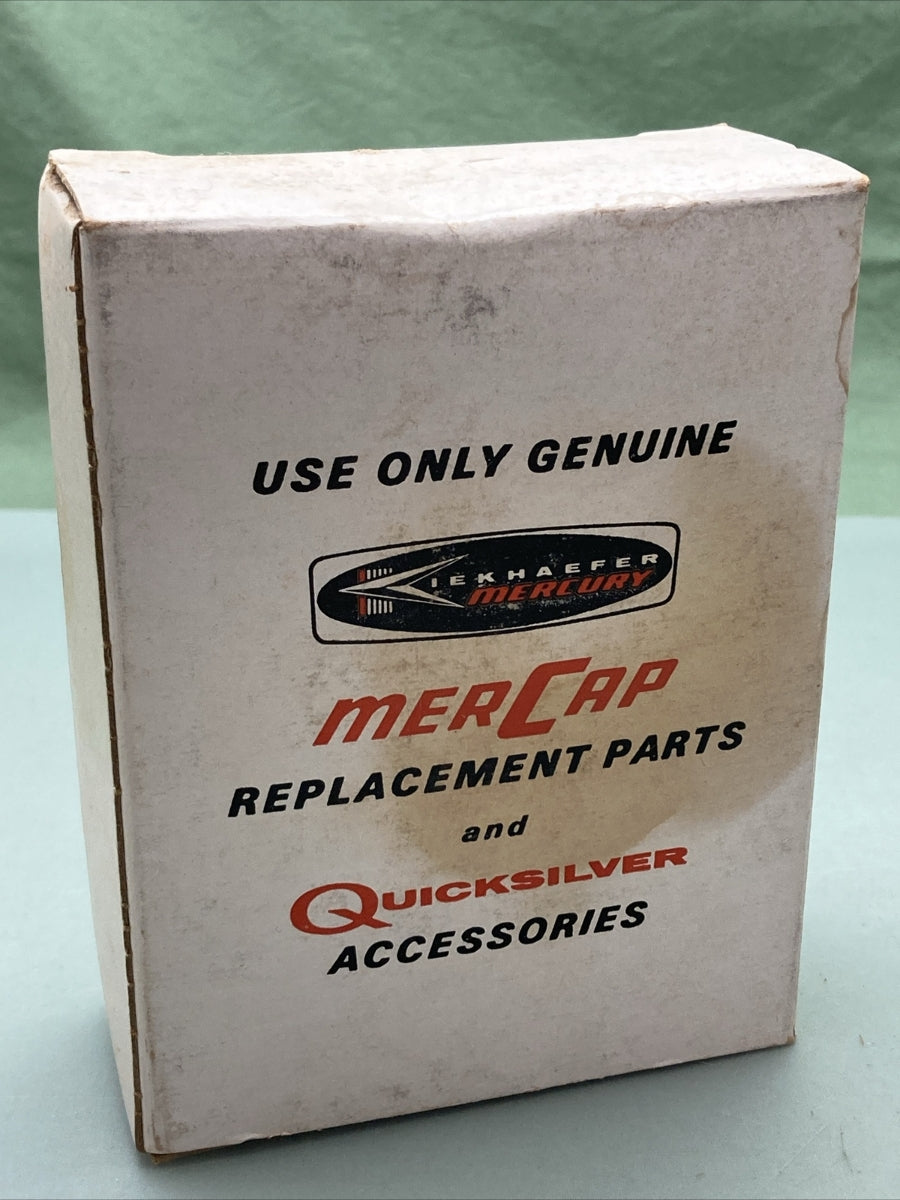 USE ONLY GENUINE
KIEKHAEFER
MERCURY
MERCAP
REPLACEMENT PARTS
and
QUICKSILVER
ACCESSORIES